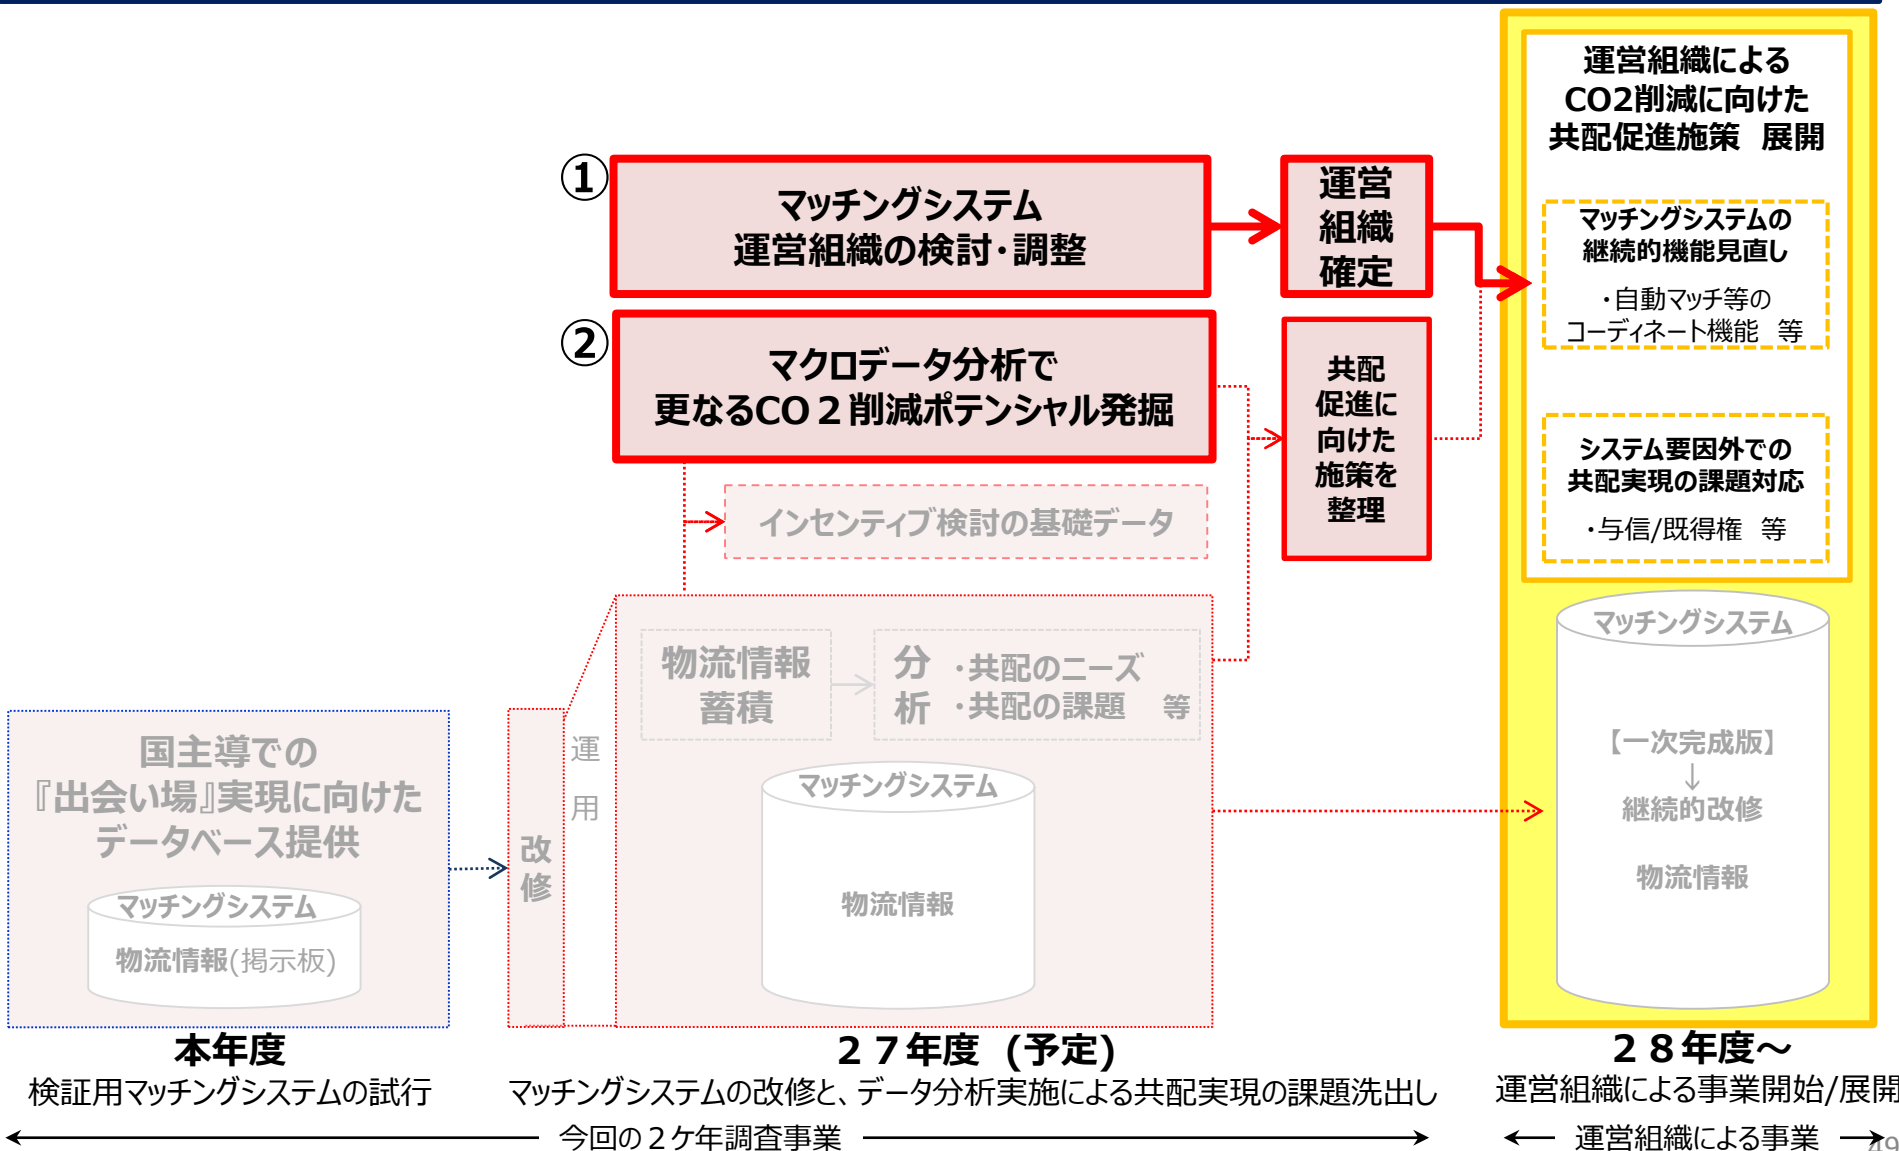 運営組織による
CO2削減に向けた
共配促進施策　展開
①
マッチングシステム
運営組織の検討・調整
運営
組織
確定
マッチングシステムの
継続的機能見直し
・自動マッチ等の
コーディネート機能　等
②
マクロデータ分析で
更なるCO２削減ポテンシャル発掘
共配
促進に
向けた
施策を
整理
システム要因外での
共配実現の課題対応
・与信/既得権　等
インセンティブ検討の基礎データ
物流情報
蓄積
分
析
・共配のニーズ
・共配の課題　等
マッチングシステム
物流情報
運
用
改
修
国主導での
『出会い場』実現に向けた
データベース提供
マッチングシステム
物流情報(掲示板)
マッチングシステム
【一次完成版】
↓
継続的改修
物流情報
本年度
検証用マッチングシステムの試行
２７年度 (予定)
マッチングシステムの改修と、データ分析実施による共配実現の課題洗出し
２８年度～
運営組織による事業開始/展開
今回の２ケ年調査事業
運営組織による事業
49